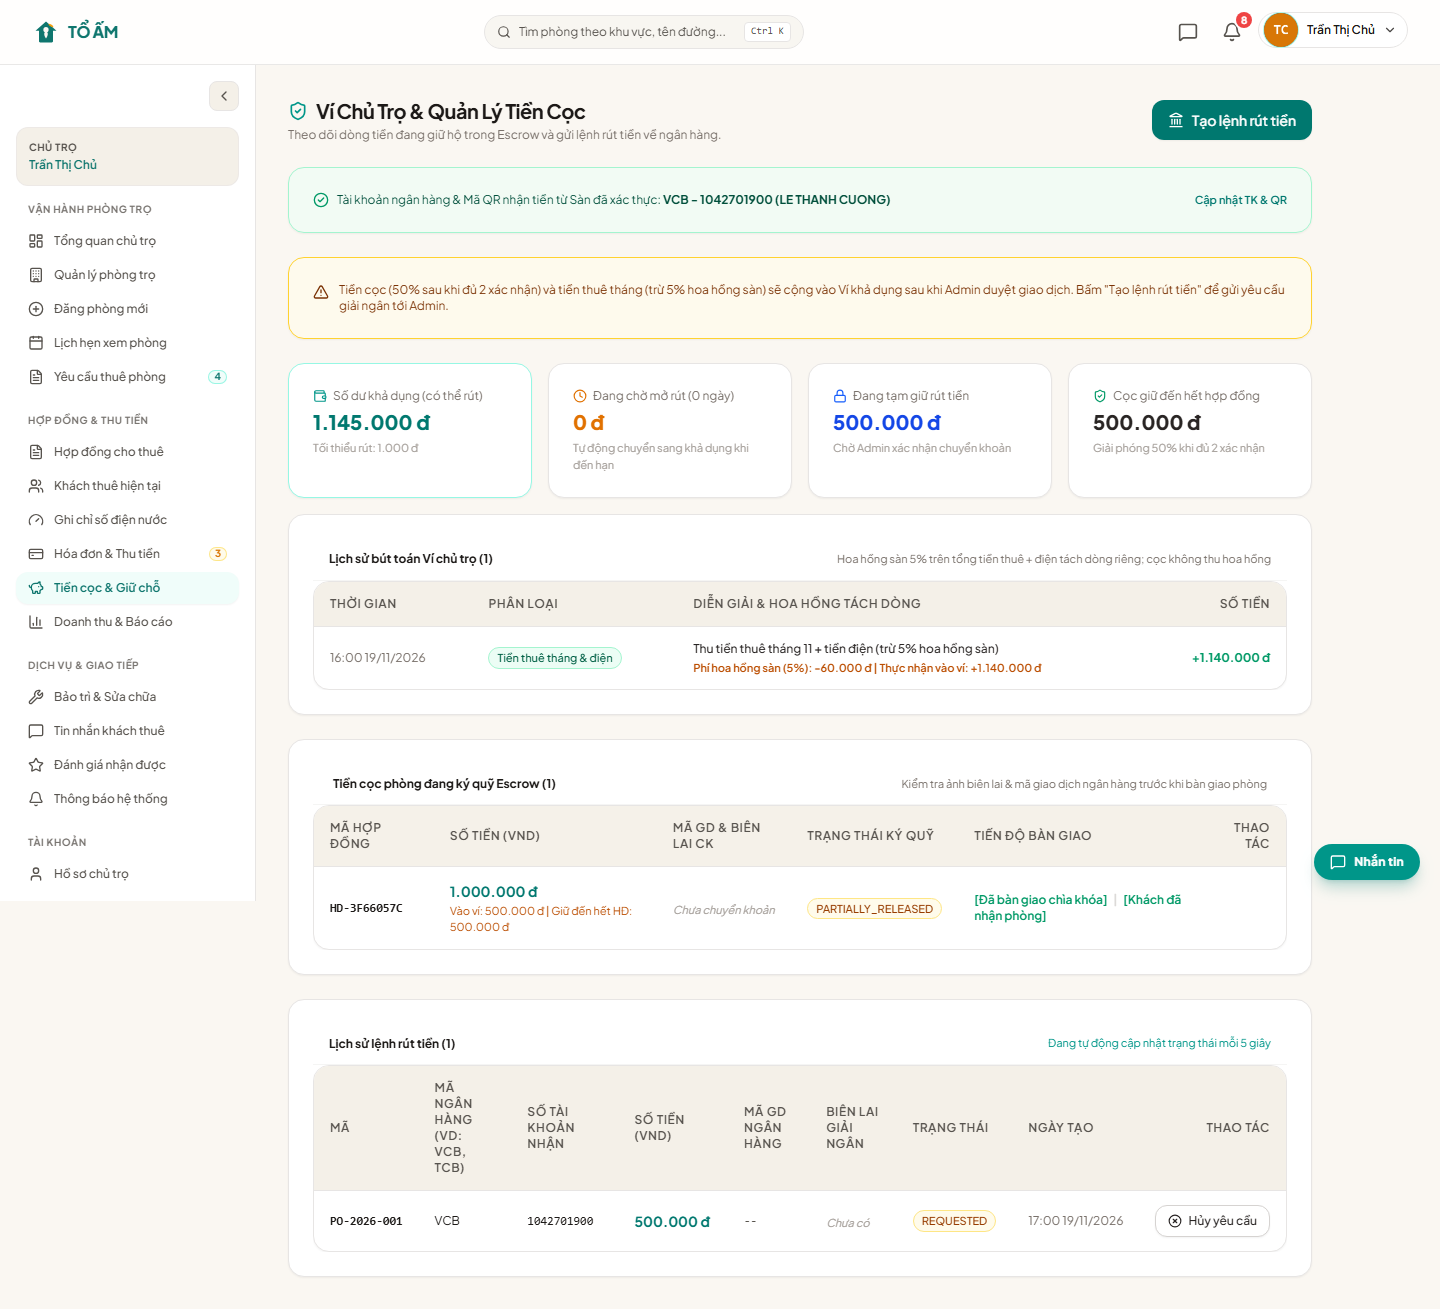 TỔ ẤM
Tìm phòng theo khu vực, tên đường...
Ctrl K
8
TC
Trần Thị Chủ
CHỦ TRỌ
Trần Thị Chủ
VẬN HÀNH PHÒNG TRỌ
Tổng quan chủ trọ
Quản lý phòng trọ
Đăng phòng mới
Lịch hẹn xem phòng
Yêu cầu thuê phòng
4
HỢP ĐỒNG & THU TIỀN
Hợp đồng cho thuê
Khách thuê hiện tại
Ghi chỉ số điện nước
Hóa đơn & Thu tiền
3
Tiền cọc & Giữ chỗ
Doanh thu & Báo cáo
DỊCH VỤ & GIAO TIẾP
Bảo trì & Sửa chữa
Tin nhắn khách thuê
Đánh giá nhận được
Thông báo hệ thống
TÀI KHOẢN
Hồ sơ chủ trọ
Ví Chủ Trọ & Quản Lý Tiền Cọc
Theo dõi dòng tiền đang giữ hộ trong Escrow và gửi lệnh rút tiền về ngân hàng.
Tạo lệnh rút tiền
Tài khoản ngân hàng & Mã QR nhận tiền từ Sàn đã xác thực: VCB - 1042701900 (LE THANH CUONG)
Cập nhật TK & QR
Tiền cọc (50% sau khi đủ 2 xác nhận) và tiền thuê tháng (trừ 5% hoa hồng sàn) sẽ cộng vào Ví khả dụng sau khi Admin duyệt giao dịch. Bấm "Tạo lệnh rút tiền" để gửi yêu cầu
giải ngân tới Admin.
Số dư khả dụng (có thể rút)
1.145.000 đ
Tối thiểu rút: 1.000 đ
Đang chờ mở rút (0 ngày)
0 đ
Tự động chuyển sang khả dụng khi
đến hạn
Đang tạm giữ rút tiền
500.000 đ
Chờ Admin xác nhận chuyển khoản
Cọc giữ đến hết hợp đồng
500.000 đ
Giải phóng 50% khi đủ 2 xác nhận
Lịch sử bút toán Ví chủ trọ (1)
Hoa hồng sàn 5% trên tổng tiền thuê + điện tách dòng riêng; cọc không thu hoa hồng
THỜI GIAN
PHÂN LOẠI
DIỄN GIẢI & HOA HỒNG TÁCH DÒNG
SỐ TIỀN
16:00 19/11/2026
Tiền thuê tháng & điện
Thu tiền thuê tháng 11 + tiền điện (trừ 5% hoa hồng sàn)
Phí hoa hồng sàn (5%): -60.000 đ | Thực nhận vào ví: +1.140.000 đ
+1.140.000 đ
Tiền cọc phòng đang ký quỹ Escrow (1)
Kiểm tra ảnh biên lai & mã giao dịch ngân hàng trước khi bàn giao phòng
MÃ HỢP
ĐỒNG
SỐ TIỀN (VND)
MÃ GD & BIÊN
LAI CK
TRẠNG THÁI KÝ QUỸ
TIẾN ĐỘ BÀN GIAO
THAO
TÁC
HD-3F66057C
1.000.000 đ
Vào ví: 500.000 đ | Giữ đến hết HD:
500.000 đ
Chưa chuyển khoản
PARTIALLY_RELEASED
[Đã bàn giao chìa khóa] | [Khách đã
nhận phòng]
Nhắn tin
Lịch sử lệnh rút tiền (1)
Đang tự động cập nhật trạng thái mỗi 5 giây
MÃ
MÃ
NGÂN
HÀNG
(VD:
VCB,
TCB)
SỐ TÀI
KHOẢN
NHẬN
SỐ TIỀN
(VND)
MÃ GD
NGÂN
HÀNG
BIÊN LAI
GIẢI
NGÂN
TRẠNG THÁI
NGÀY TẠO
THAO TÁC
PO-2026-001
VCB
1042701900
500.000 đ
--
Chưa có
REQUESTED
17:00 19/11/2026
Hủy yêu cầu